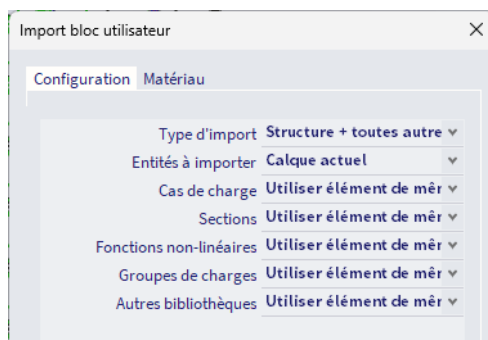 Import bloc utilisateur
Configuration Matériau
Type d'import Structure + toutes autre
Entités à importer Calque actuel
Cas de charge Utiliser élément de mêr
Sections Utiliser élément de mêr
Fonctions non-linéaires Utiliser élément de mêr
Groupes de charges Utiliser élément de mêr
Autres bibliothèques Utiliser élément de mêr